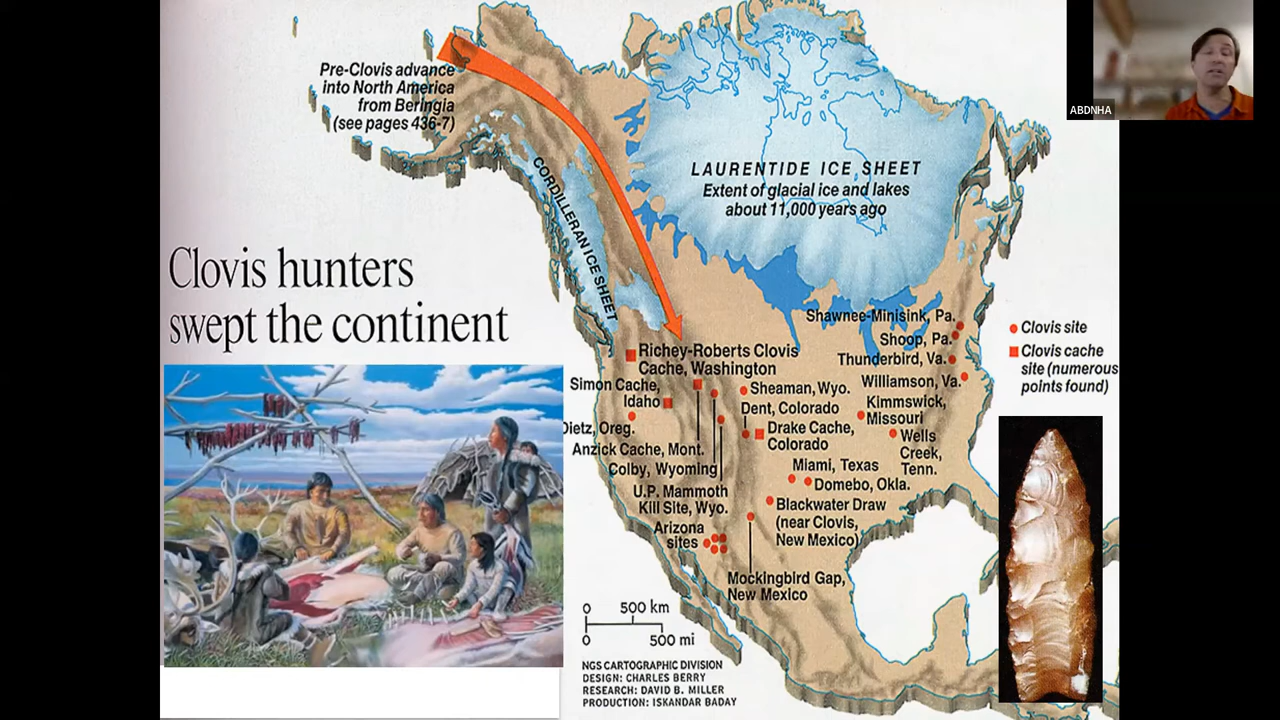 ABDNHA
Pre-Clovis advance
into North America
from Beringia
(see pages 436-7)
LAURENTIDE ICE SHEET
Extent of glacial ice and lakes
about 11,000 years ago
CORDILLERAN ICE SHEET
Clovis hunters
swept the continent
Shawnee-Minisink, Pa.
Shoop, Pa.
Thunderbird, Va.
Williamson, Va.
Clovis site
Clovis cache
site (numerous
points found)
Richey-Roberts Clovis
Cache, Washington
Simon Cache,
Idaho
Sheaman, Wyo.
Dent, Colorado
Kimmswick,
Missouri
Dietz, Oreg.
Drake Cache,
Colorado
Wells
Creek,
Tenn.
Anzick Cache, Mont.
Colby, Wyoming
Miami, Texas
Domebo, Okla.
U.P. Mammoth
Kill Site, Wyo.
Blackwater Draw
(near Clovis,
New Mexico)
Arizona
sites
Mockingbird Gap,
New Mexico
0 500 km
0 500 mi
NGS CARTOGRAPHIC DIVISION
DESIGN: CHARLES BERRY
RESEARCH: DAVID B. MILLER
PRODUCTION: ISKANDAR BADAY